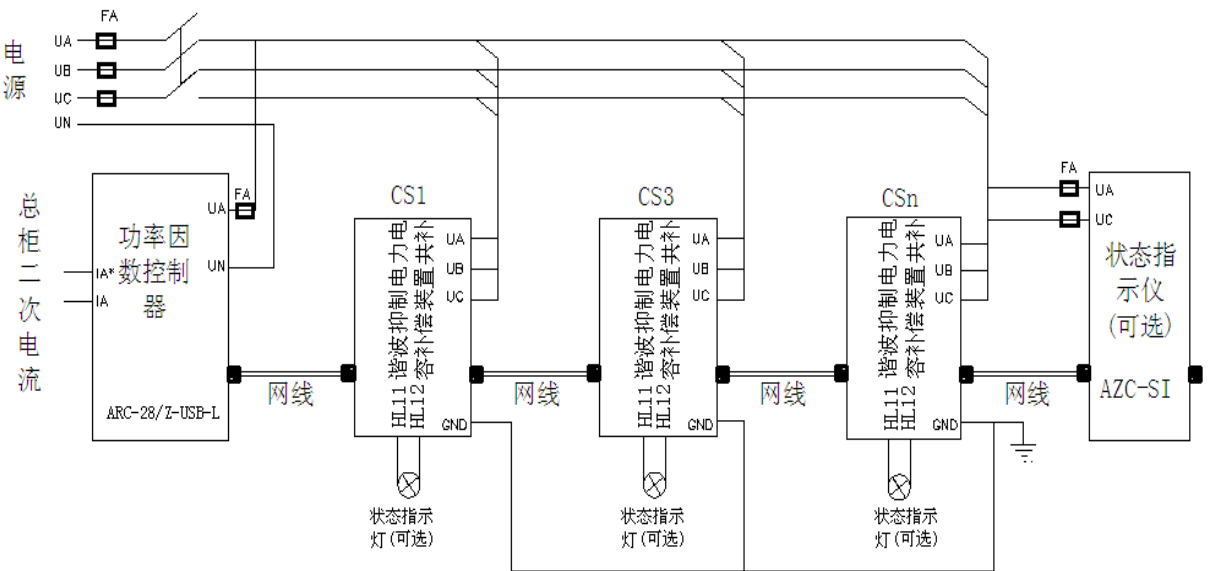 电源
FA
UA
UB
UC
UN
总柜二次电流
功率因
数控制
器
UA
FA
UN
IA*
IA
ARC-28/Z-USB-L
网线
CS1
HL11 谐波抑制电力电
HL12 容补偿装置 共补
UA
UB
UC
GND
状态指示
灯(可选)
网线
CS3
HL11 谐波抑制电力电
HL12 容补偿装置 共补
UA
UB
UC
GND
状态指示
灯(可选)
网线
CSn
HL11 谐波抑制电力电
HL12 容补偿装置 共补
UA
UB
UC
GND
状态指示
灯(可选)
网线
FA
UA
UC
状态指
示仪
(可选)
AZC-SI